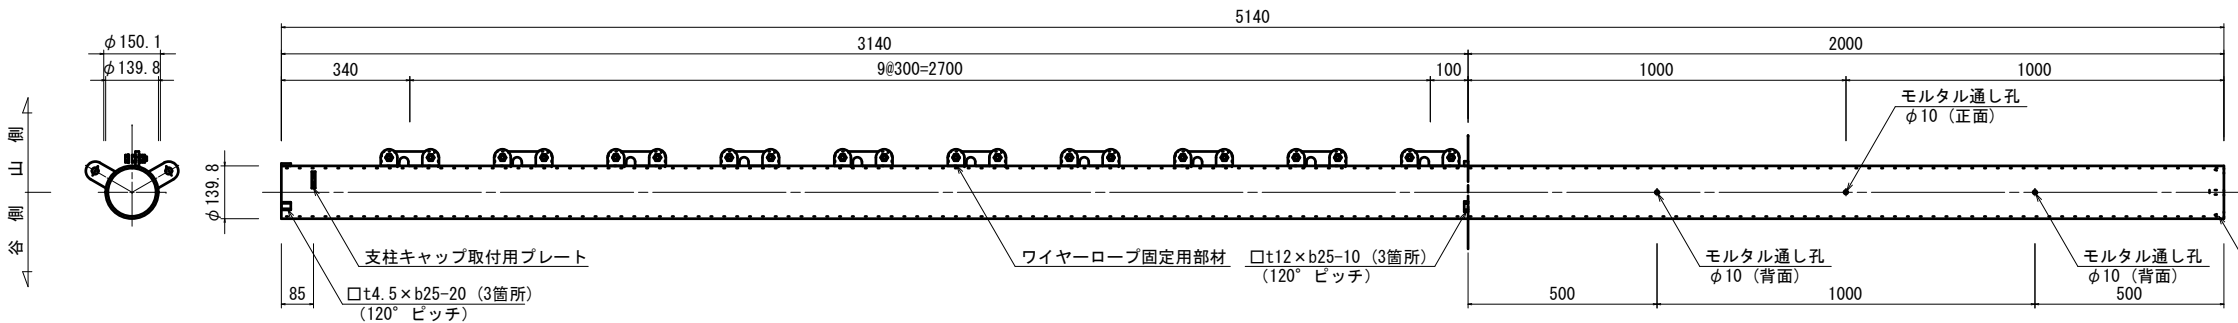 5140
φ150.1
3140
2000
φ139.8
340
9@300=2700
100
1000
1000
モルタル通し孔
φ10（正面）
山側
谷側
φ139.8
支柱キャップ取付用プレート
ワイヤーロープ固定用部材
□t12×b25-10（3箇所）
（120°ピッチ）
モルタル通し孔
φ10（背面）
モルタル通し孔
φ10（背面）
85
□t4.5×b25-20（3箇所）
（120°ピッチ）
500
1000
500